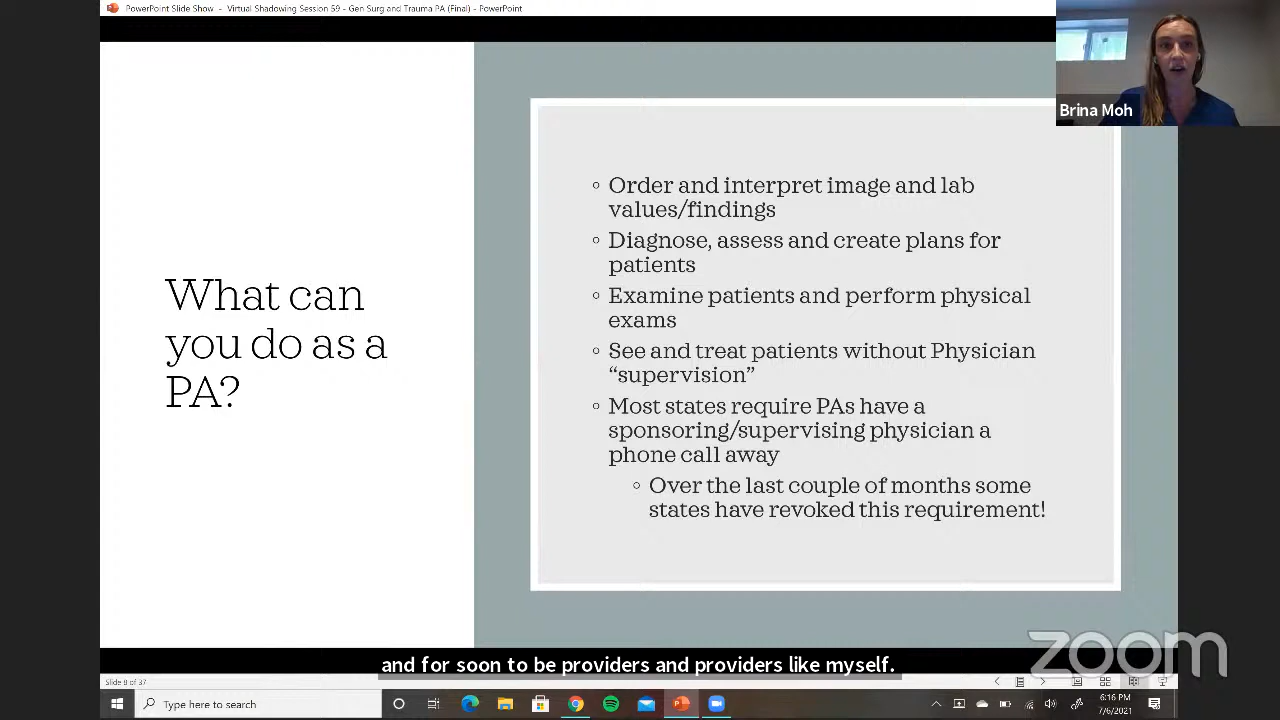 PowerPoint Slide Show - Virtual Shadowing Session 59 - Gen Surg and Trauma PA (Final) - PowerPoint
Brina Moh
What can
you do as a
PA?
◦ Order and interpret image and lab
values/findings
◦ Diagnose, assess and create plans for
patients
◦ Examine patients and perform physical
exams
◦ See and treat patients without Physician
“supervision”
◦ Most states require PAs have a
sponsoring/supervising physician a
phone call away
◦ Over the last couple of months some
states have revoked this requirement!
zoom
and for soon to be providers and providers like myself.
Slide 8 of 37
Type here to search
6:16 PM
7/6/2021